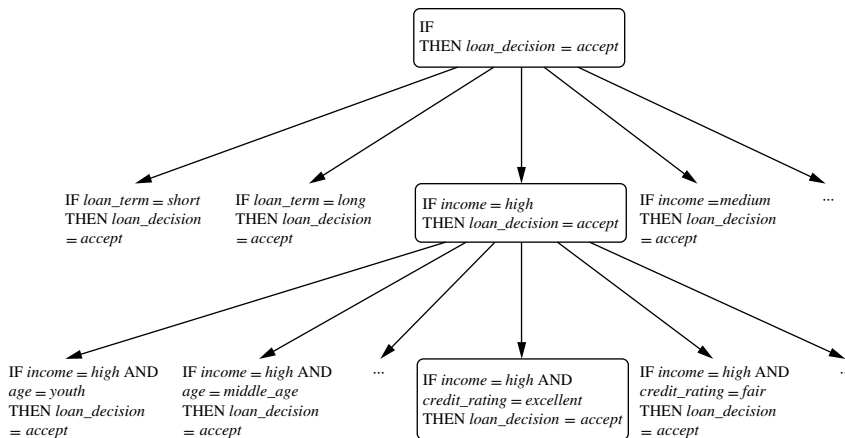 IF
THEN loan_decision = accept
IF loan_term = short
THEN loan_decision
= accept
IF loan_term = long
THEN loan_decision
= accept
IF income = high
THEN loan_decision = accept
IF income = medium
THEN loan_decision
= accept
...
IF income = high AND
age = youth
THEN loan_decision
= accept
IF income = high AND
age = middle_age
THEN loan_decision
= accept
...
IF income = high AND
credit_rating = excellent
THEN loan_decision = accept
IF income = high AND
credit_rating = fair
THEN loan_decision
= accept
...